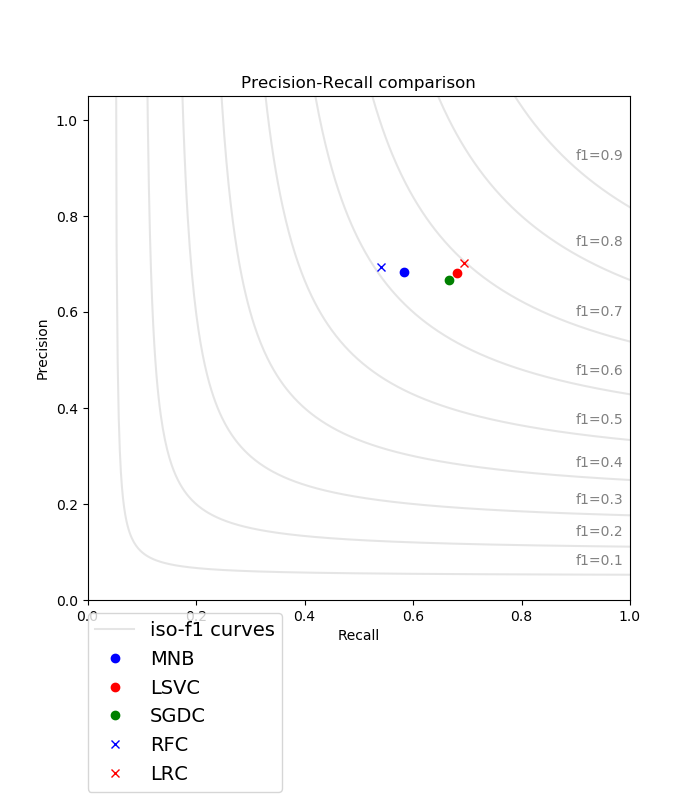 Precision-Recall comparison
1.0
f1=0.9
f1=0.8
0.8
f1=0.7
0.6
Precision
f1=0.6
f1=0.5
0.4
f1=0.4
f1=0.3
0.2
f1=0.2
f1=0.1
0.0
0.0 0.2 0.4 0.6 0.8 1.0
Recall
iso-f1 curves
MNB
LSVC
SGDC
RFC
LRC